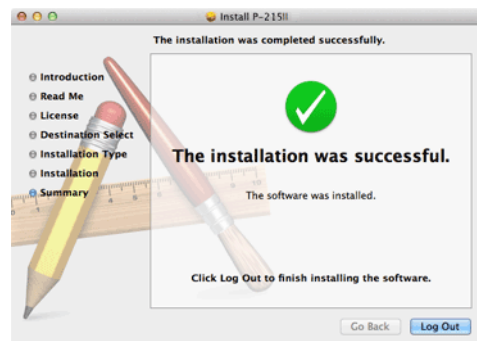 Install P-215II
The installation was completed successfully.
Introduction
Read Me
License
Destination Select
Installation Type
Installation
Summary
The installation was successful.
The software was installed.
Click Log Out to finish installing the software.
Go Back
Log Out